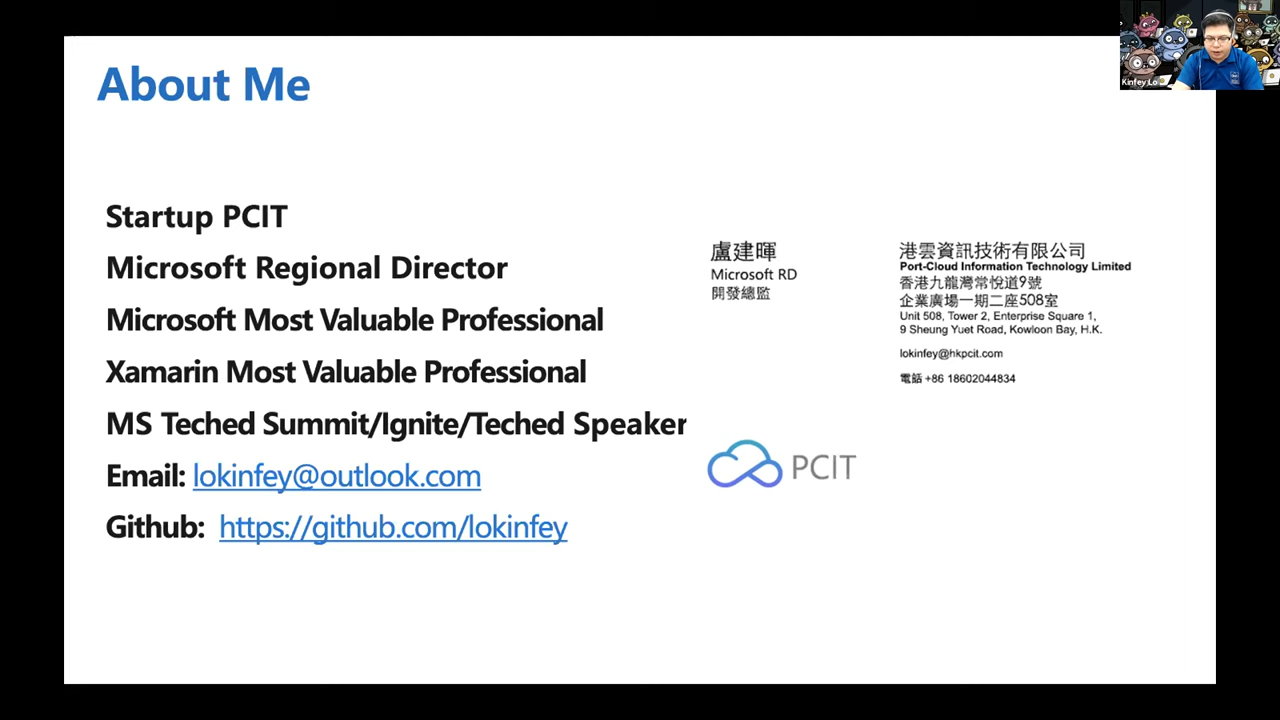 About Me
Kinfey Lo
Startup PCIT
Microsoft Regional Director
Microsoft Most Valuable Professional
Xamarin Most Valuable Professional
MS Teched Summit/Ignite/Teched Speaker
Email: lokinfey@outlook.com
Github: https://github.com/lokinfey
盧建暉
Microsoft RD
開發總監
港雲資訊技術有限公司
Port-Cloud Information Technology Limited
香港九龍灣常悅道9號
企業廣場一期二座508室
Unit 508, Tower 2, Enterprise Square 1,
9 Sheung Yuet Road, Kowloon Bay, H.K.
lokinfey@hkpcit.com
電話 +86 18602044834
PCIT